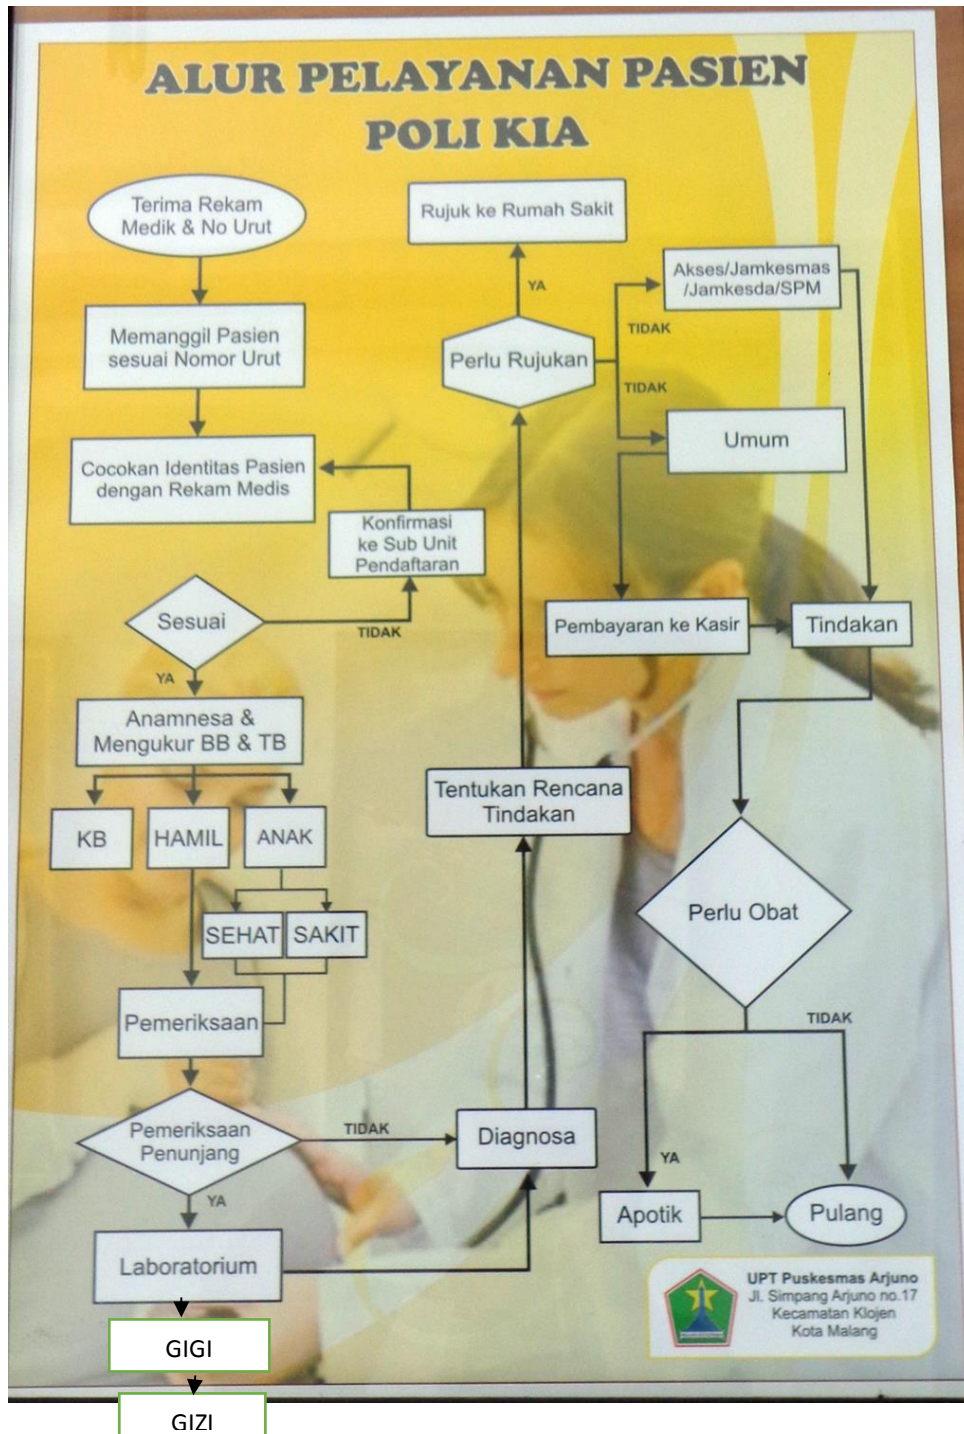 ALUR PELAYANAN PASIEN
POLI KIA
Terima Rekam
Medik & No Urut
Memanggil Pasien
sesuai Nomor Urut
Cocokan Identitas Pasien
dengan Rekam Medis
Konfirmasi
ke Sub Unit
Pendaftaran
Sesuai
TIDAK
YA
Anamnesa &
Mengukur BB & TB
KB
HAMIL
ANAK
SEHAT
SAKIT
Pemeriksaan
Pemeriksaan
Penunjang
TIDAK
YA
Laboratorium
GIGI
GIZI
Diagnosa
Tentukan Rencana
Tindakan
Perlu Rujukan
YA
Rujuk ke Rumah Sakit
TIDAK
Akses/Jamkesmas
/Jamkesda/SPM
TIDAK
Umum
Pembayaran ke Kasir
Tindakan
Perlu Obat
TIDAK
YA
Apotik
Pulang
UPT Puskesmas Arjuno
Jl. Simpang Arjuno no.17
Kecamatan Klojen
Kota Malang